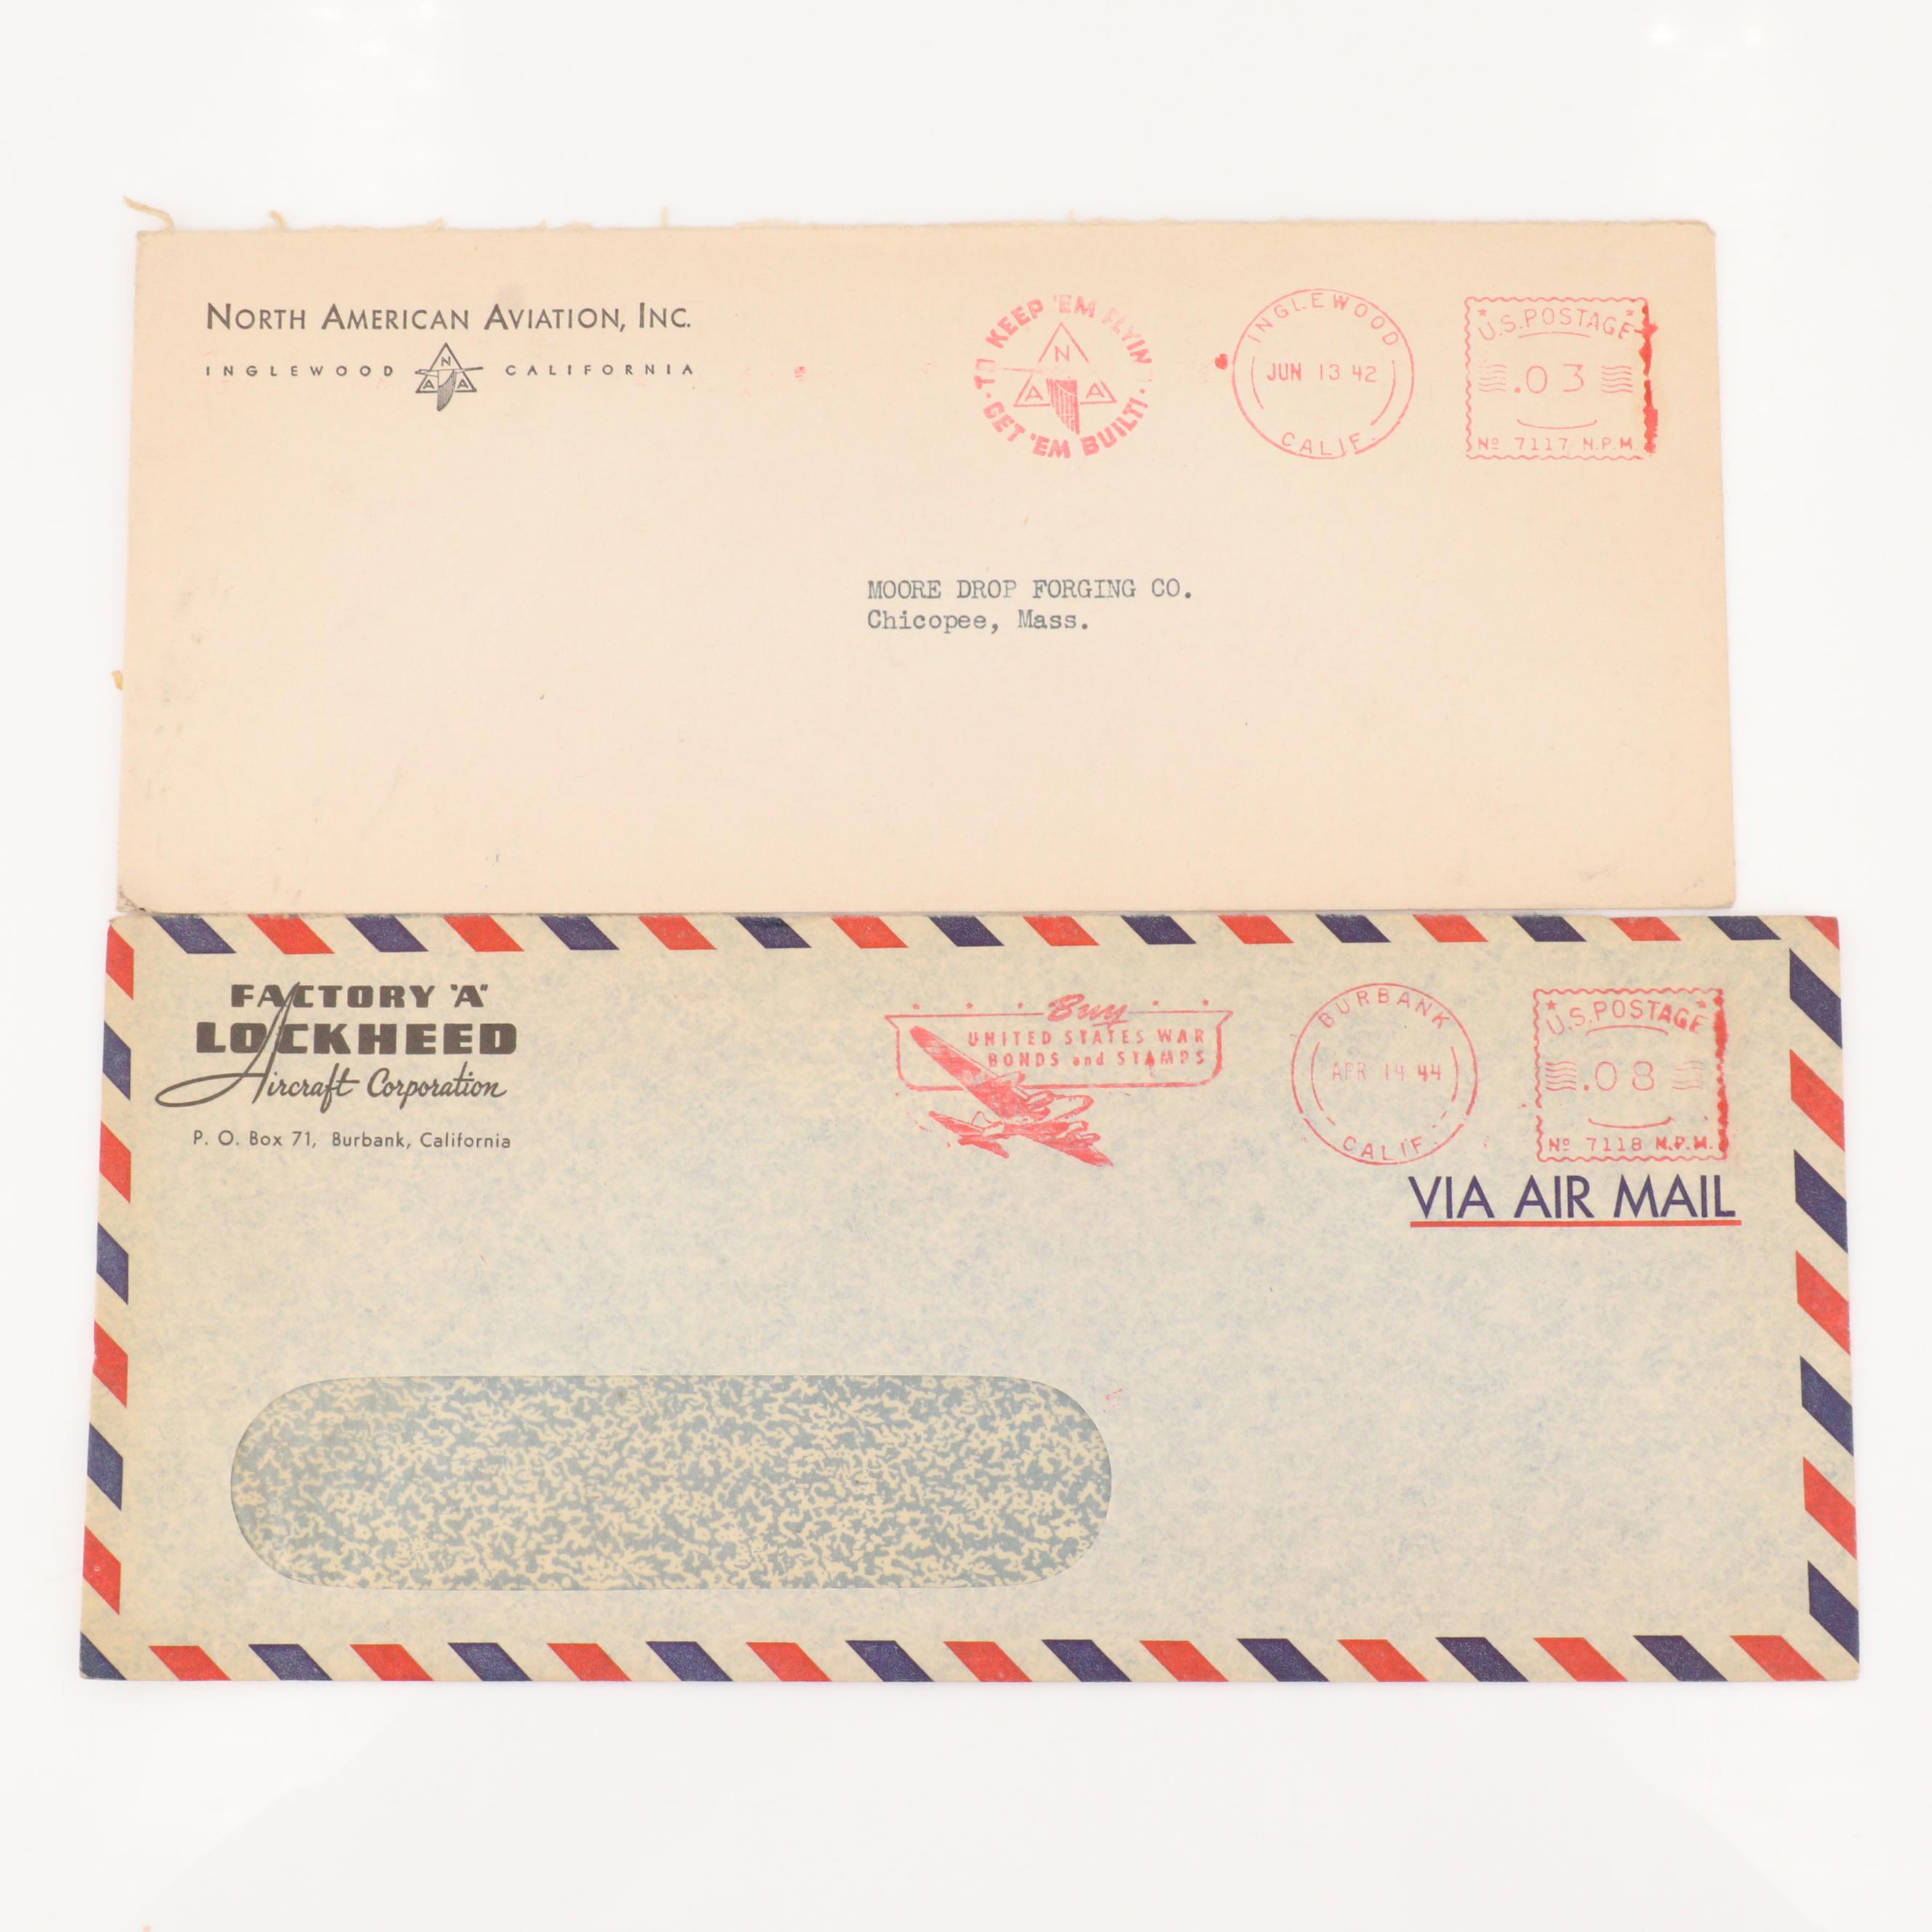 NORTH AMERICAN AVIATION, INC.
INGLEWOOD N A A CALIFORNIA
TO KEEP 'EM FLYIN
GET 'EM BUILT!
N
A A
INGLEWOOD
JUN 13 42
CALIF.
U.S. POSTAGE
.03
No 7117 N.P.M.
MOORE DROP FORGING CO.
Chicopee, Mass.
FACTORY "A"
LOCKHEED
Aircraft Corporation
P. O. Box 71, Burbank, California
Buy
UNITED STATES WAR
BONDS and STAMPS
BURBANK
APR 14 44
CALIF.
U.S. POSTAGE
.08
No 7118 N.P.M.
VIA AIR MAIL